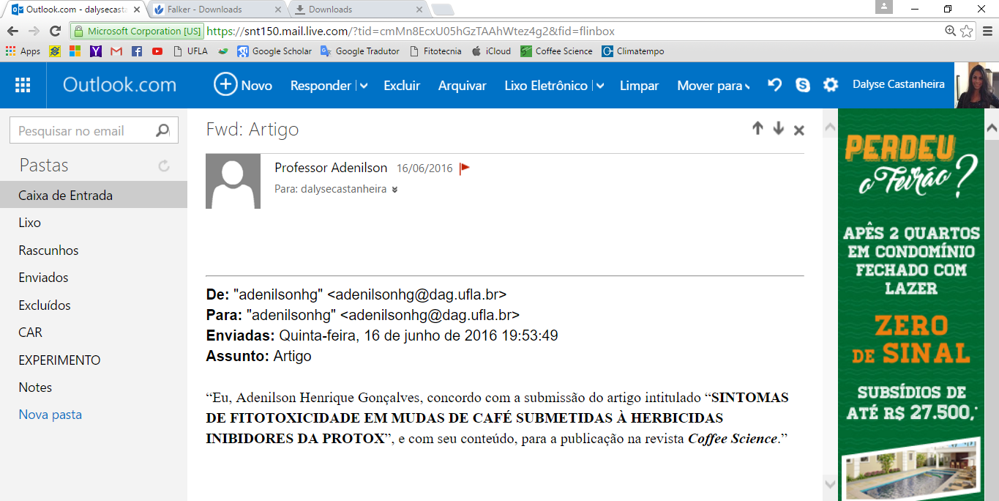 Outlook.com - dalysecasta
Falker - Downloads
Downloads
Microsoft Corporation [US] https://snt150.mail.live.com/?tid=cmMn8EcxU05hGzTAAhWtez4g2&fid=flinbox
Apps UFLA Google Scholar Google Tradutor Fitotecnia iCloud Coffee Science Climatempo
Outlook.com Novo Responder Excluir Arquivar Lixo Eletrônico Limpar Mover para Dalyse Castanheira
Pesquisar no email
Pastas
Caixa de Entrada
Lixo
Rascunhos
Enviados
Excluídos
CAR
EXPERIMENTO
Notes
Nova pasta
Fwd: Artigo
Professor Adenilson 16/06/2016
Para: dalysecastanheira
De: "adenilsonhg" <adenilsonhg@dag.ufla.br>
Para: "adenilsonhg" <adenilsonhg@dag.ufla.br>
Enviadas: Quinta-feira, 16 de junho de 2016 19:53:49
Assunto: Artigo
“Eu, Adenilson Henrique Gonçalves, concordo com a submissão do artigo intitulado “SINTOMAS
DE FITOTOXICIDADE EM MUDAS DE CAFÉ SUBMETIDAS À HERBICIDAS
INIBIDORES DA PROTOX”, e com seu conteúdo, para a publicação na revista Coffee Science.”
PERDEU
o Feirão?
APÊS 2 QUARTOS
EM CONDOMÍNIO
FECHADO COM
LAZER
ZERO
DE SINAL
SUBSÍDIOS DE
ATÉ R$ 27.500,*